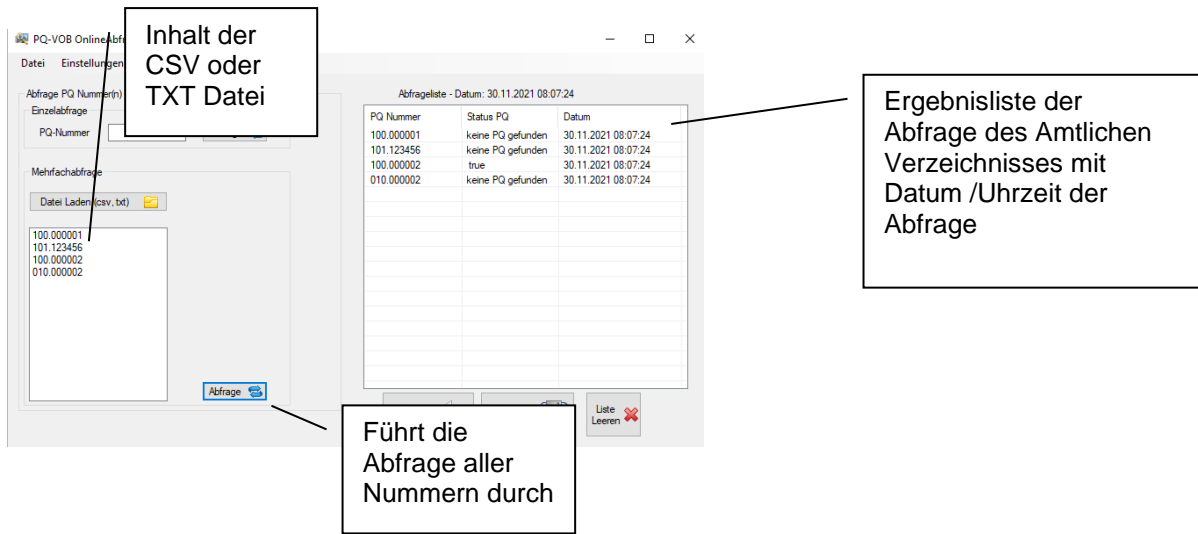 Inhalt der
CSV oder
TXT Datei
PQ-VOB OnlineAbfr
Datei Einstellungen
Abfrage PQ Nummer(n)
Einzelabfrage
PQ-Nummer
Mehrfachabfrage
Datei Laden (csv, txt)
100.000001
101.123456
100.000002
010.000002
Abfrage
Abfrageliste - Datum: 30.11.2021 08:07:24
PQ Nummer Status PQ Datum
100.000001 keine PQ gefunden 30.11.2021 08:07:24
101.123456 keine PQ gefunden 30.11.2021 08:07:24
100.000002 true 30.11.2021 08:07:24
010.000002 keine PQ gefunden 30.11.2021 08:07:24
Liste
Leeren
Ergebnisliste der
Abfrage des Amtlichen
Verzeichnisses mit
Datum /Uhrzeit der
Abfrage
Führt die
Abfrage aller
Nummern durch